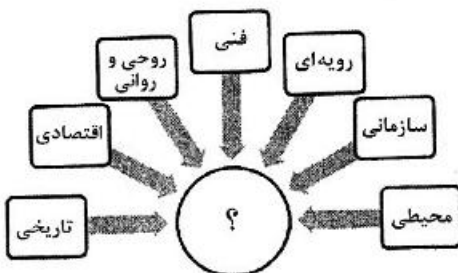 فنی
رویه‌ای
روحی و
روانی
سازمانی
اقتصادی
محیطی
تاریخی
؟